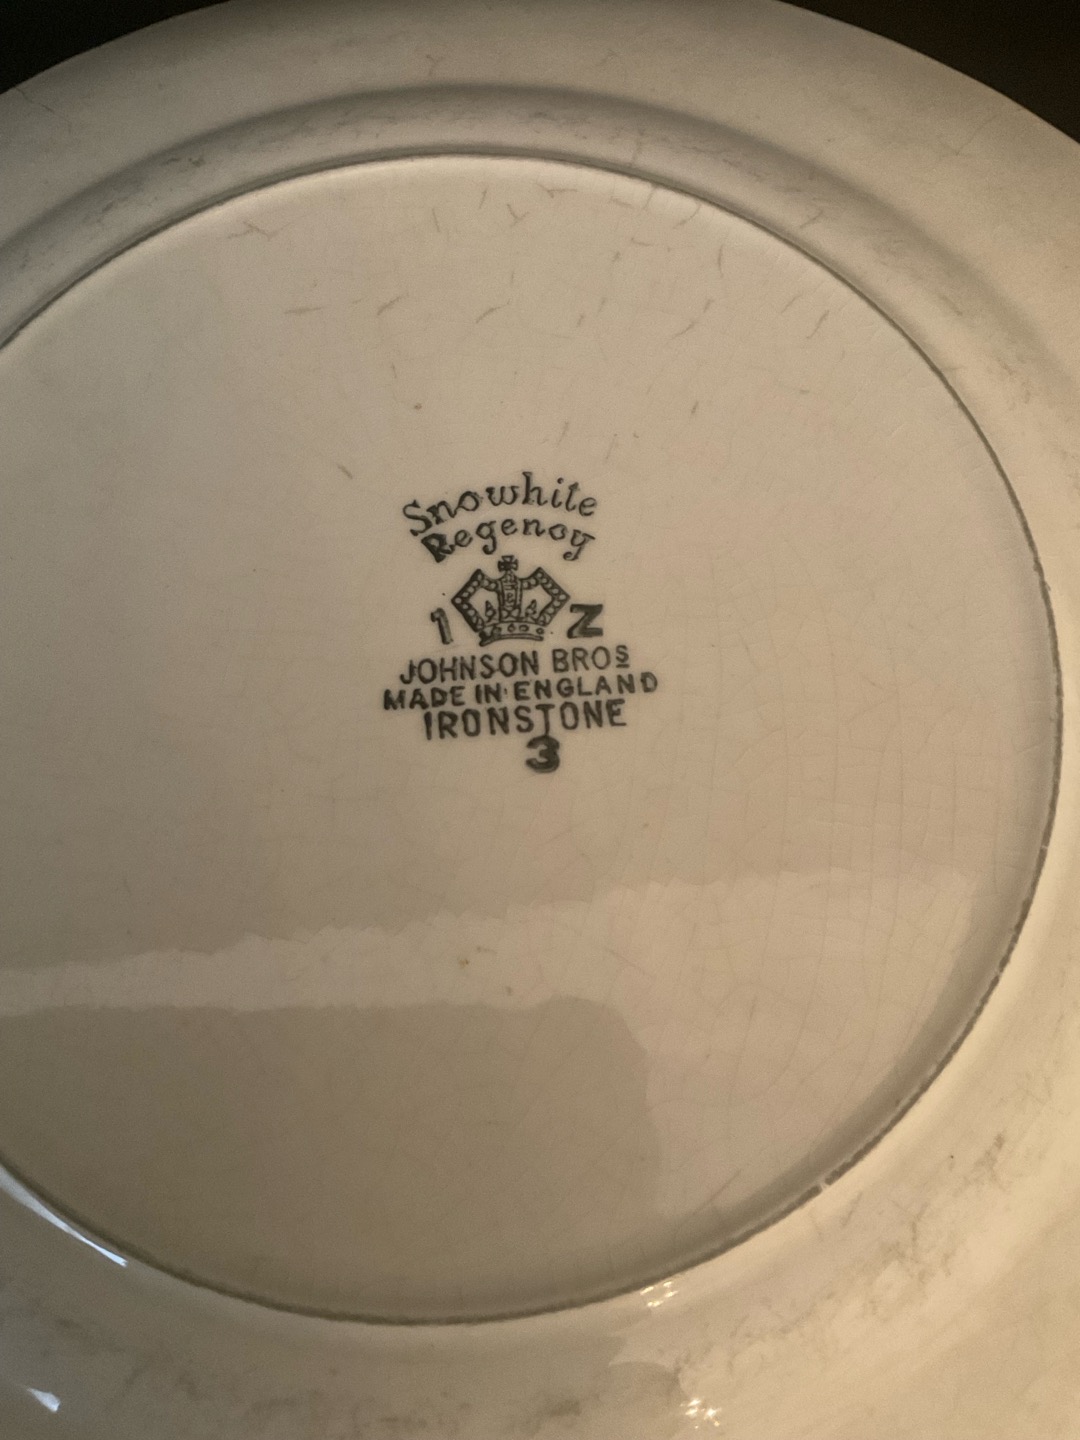 Snowhite
Regency
1 Z
JOHNSON BROS
MADE IN ENGLAND
IRONSTONE
3